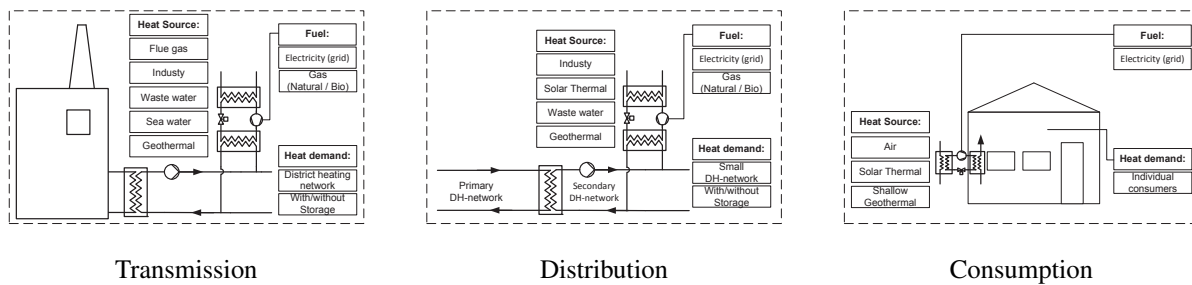 Heat Source:
Flue gas
Industy
Waste water
Sea water
Geothermal
Fuel:
Electricity (grid)
Gas
(Natural / Bio)
Heat demand:
District heating
network
With/without
Storage
Transmission
Heat Source:
Industy
Solar Thermal
Waste water
Geothermal
Fuel:
Electricity (grid)
Gas
(Natural / Bio)
Primary
DH-network
Secondary
DH-network
Heat demand:
Small
DH-network
With/without
Storage
Distribution
Fuel:
Electricity (grid)
Heat Source:
Air
Solar Thermal
Shallow
Geothermal
Heat demand:
Individual
consumers
Consumption